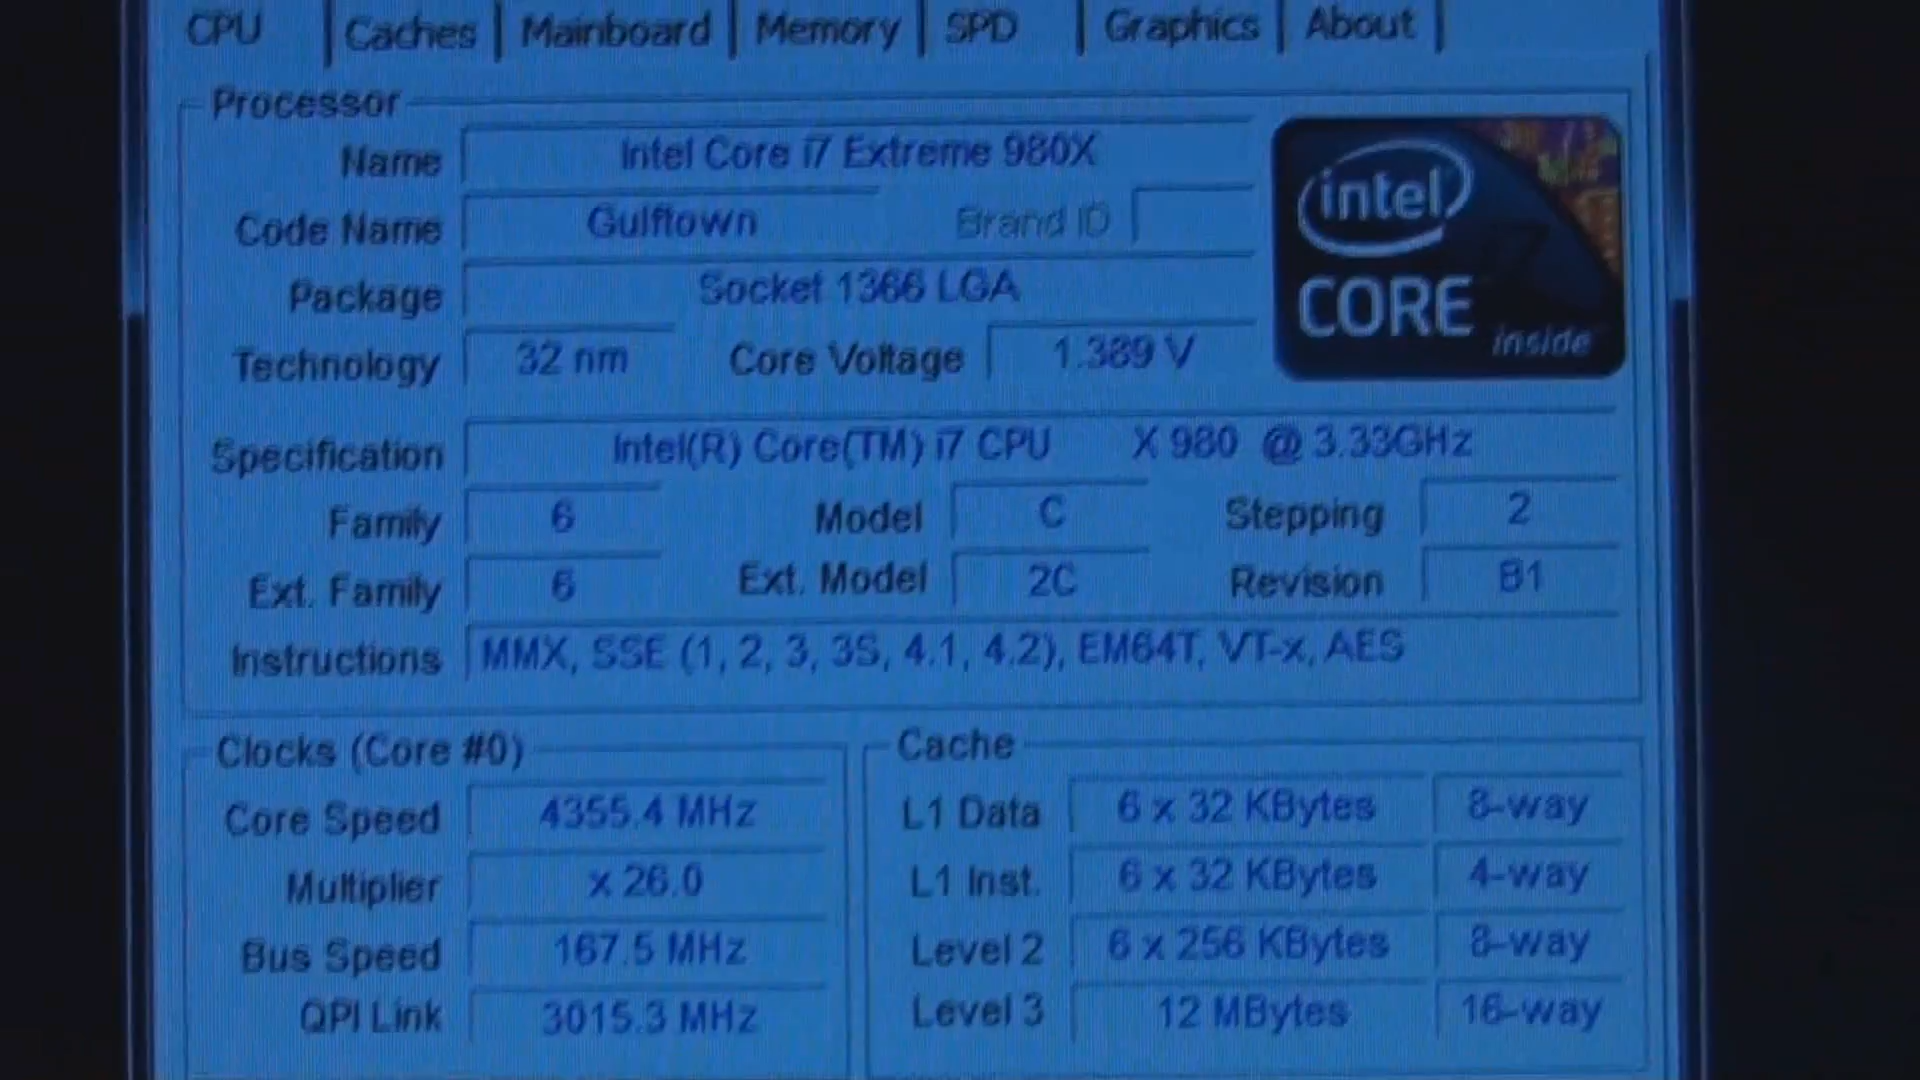 CPU Caches Mainboard Memory SPD Graphics About
Processor
Name Intel Core i7 Extreme 980X
Code Name Gulftown Brand ID
Package Socket 1366 LGA
Technology 32 nm Core Voltage 1.389 V
intel
CORE
inside
Specification Intel(R) Core(TM) i7 CPU X 980 @ 3.33GHz
Family 6 Model C Stepping 2
Ext. Family 6 Ext. Model 2C Revision B1
Instructions MMX, SSE (1, 2, 3, 3S, 4.1, 4.2), EM64T, VT-x, AES
Clocks (Core #0)
Core Speed 4355.4 MHz
Multiplier x 26.0
Bus Speed 167.5 MHz
QPI Link 3015.3 MHz
Cache
L1 Data 6 x 32 KBytes 8-way
L1 Inst. 6 x 32 KBytes 4-way
Level 2 6 x 256 KBytes 8-way
Level 3 12 MBytes 16-way